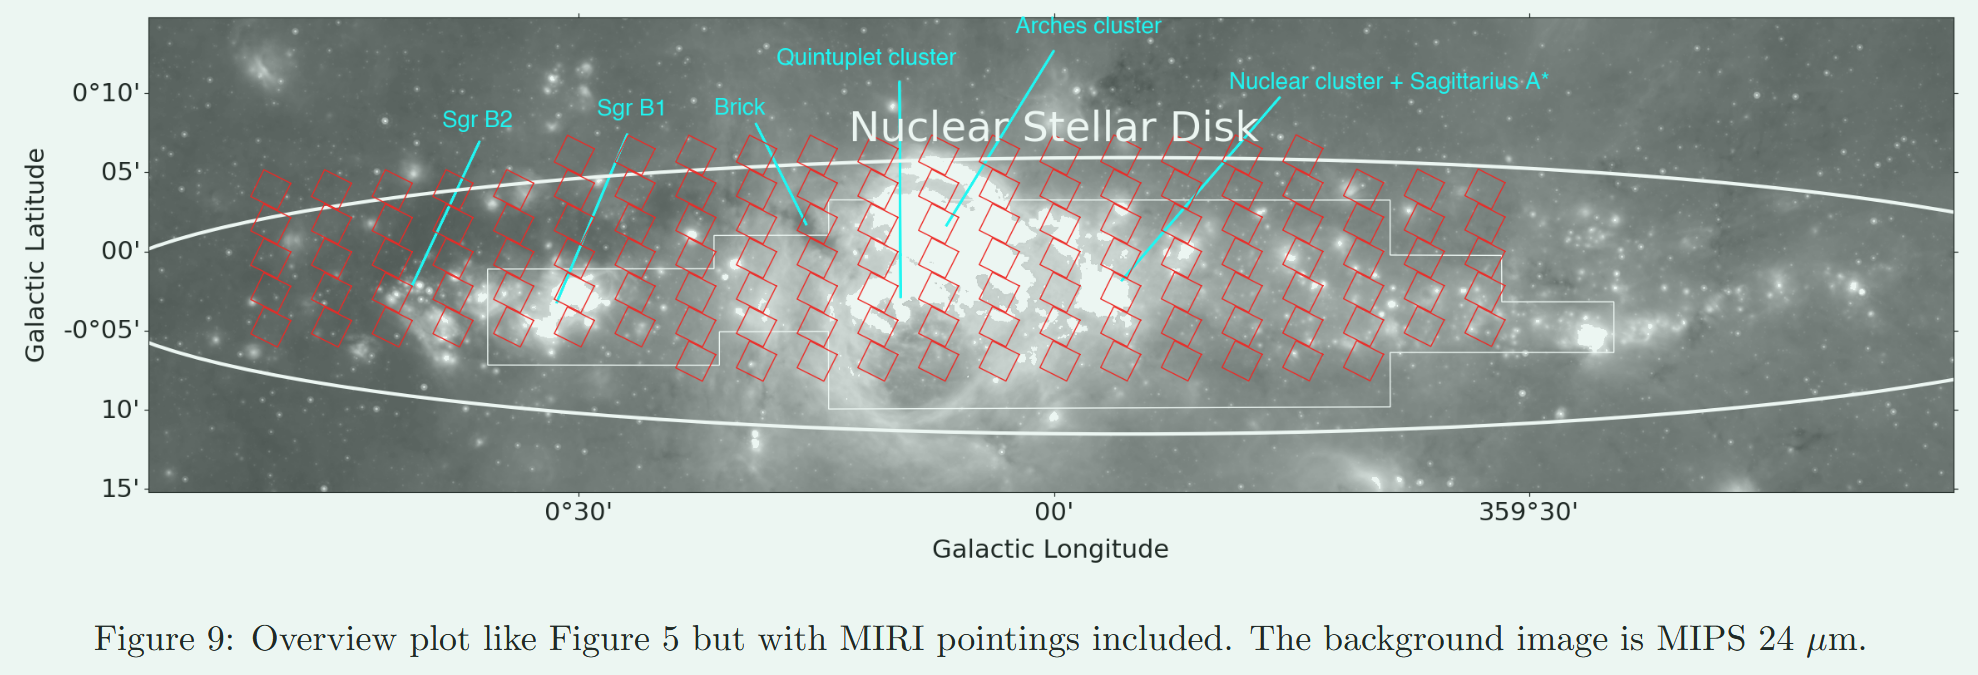 Arches cluster
Quintuplet cluster
Nuclear cluster + Sagittarius A*
Sgr B2
Sgr B1
Brick
Nuclear Stellar Disk
0°10'
05'
00'
-0°05'
10'
15'
Galactic Latitude
0°30'
00'
359°30'
Galactic Longitude
Figure 9: Overview plot like Figure 5 but with MIRI pointings included. The background image is MIPS 24 μm.